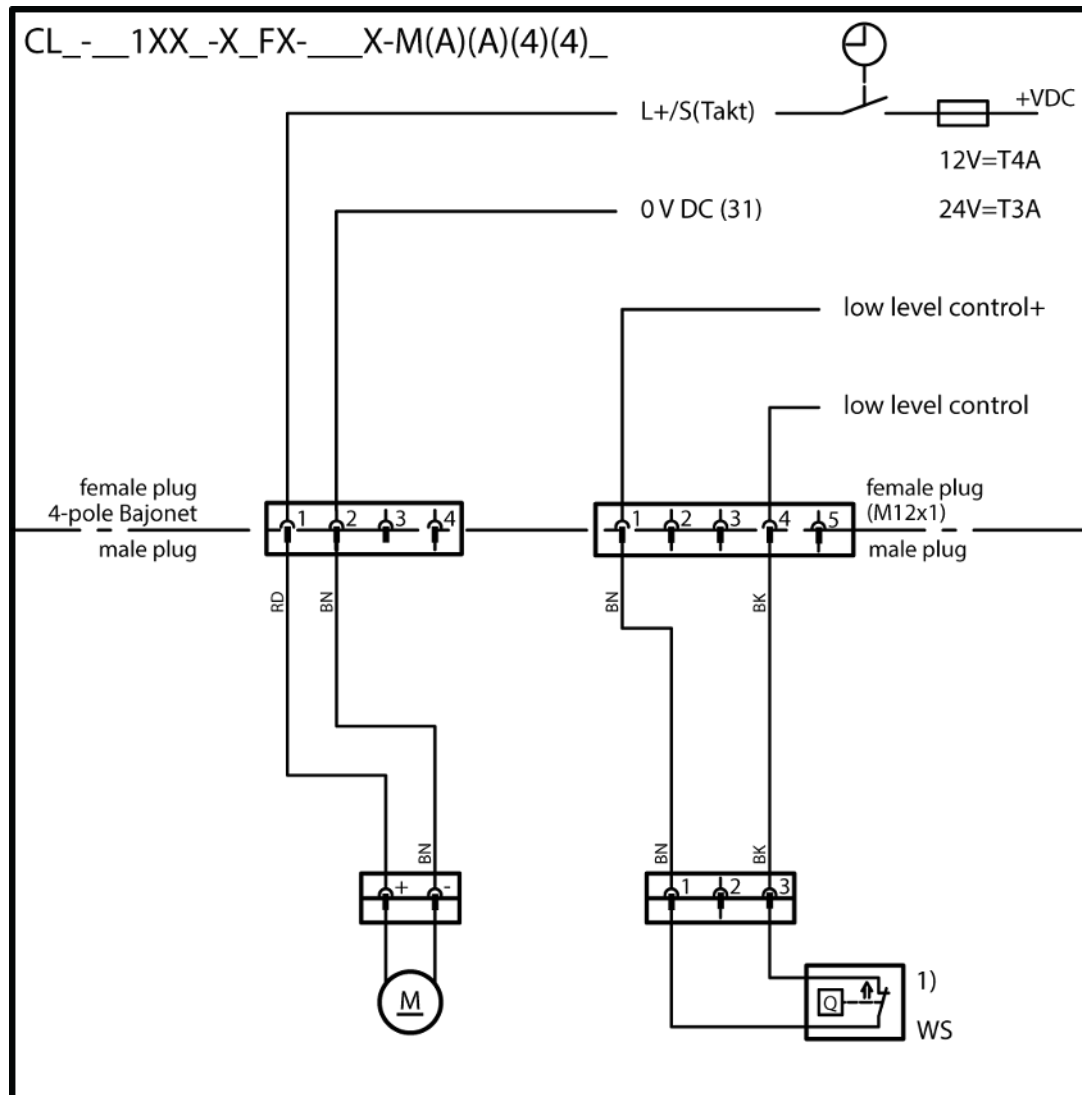 CL_-__1XX_-X_FX-___X-M(A)(A)(4)(4)_
L+/S(Takt)
+VDC
12V=T4A
0 V DC (31)
24V=T3A
low level control+
low level control
female plug
4-pole Bajonet
male plug
1 2 3 4
1 2 3 4 5
female plug
(M12x1)
male plug
RD
BN
BN
BK
BN
BN
BK
+ -
1 2 3
M
Q
1)
WS